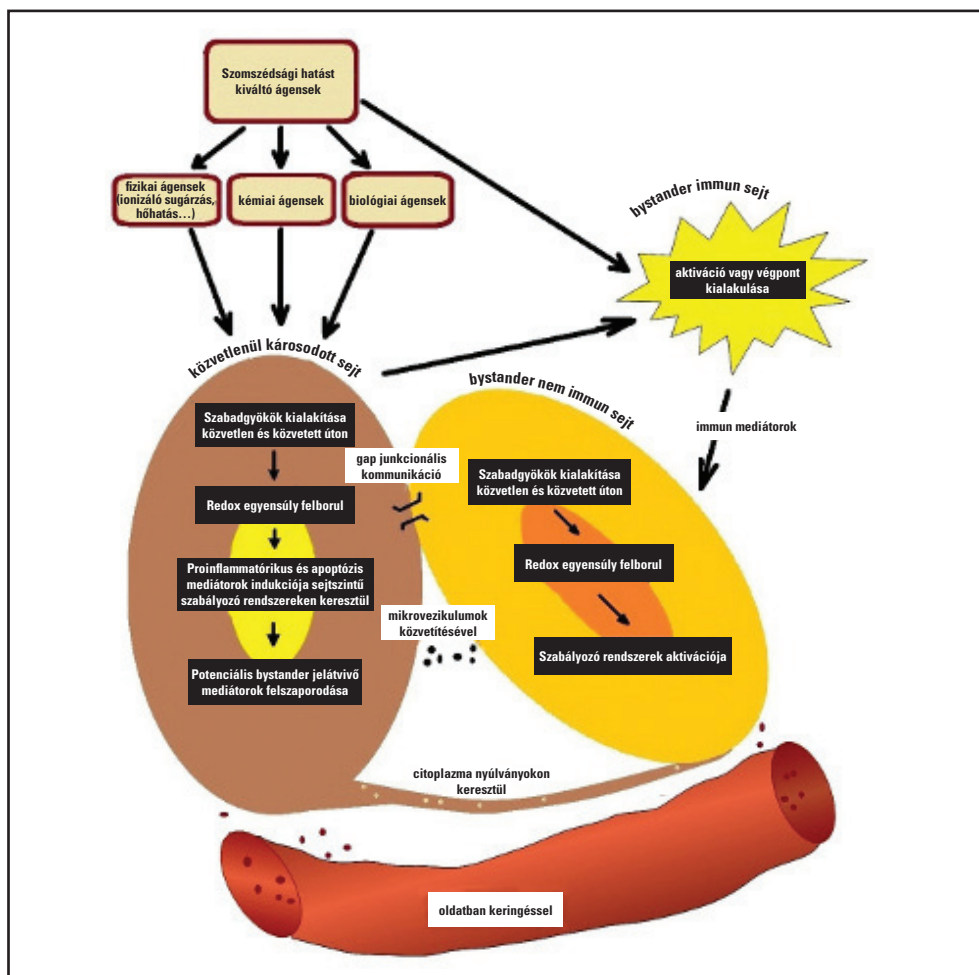 Szomszédsági hatást
kiváltó ágensek
fizikai ágensek
(ionizáló sugárzás,
hőhatás...)
kémiai ágensek
biológiai ágensek
bystander immun sejt
aktiváció vagy végpont
kialakulása
közvetlenül károsodott sejt
bystander nem immun sejt
immun mediátorok
Szabadgyökök kialakítása
közvetlen és közvetett úton
gap junkcionális
kommunikáció
Szabadgyökök kialakítása
közvetlen és közvetett úton
Redox egyensúly felborul
Redox egyensúly felborul
Proinflammatórikus és apoptózis
mediátorok indukciója sejtszintű
szabályozó rendszereken keresztül
mikrovezikulumok
közvetítésével
Szabályozó rendszerek aktivációja
Potenciális bystander jelátvivő
mediátorok felszaporodása
citoplazma nyúlványokon
keresztül
oldatban keringéssel